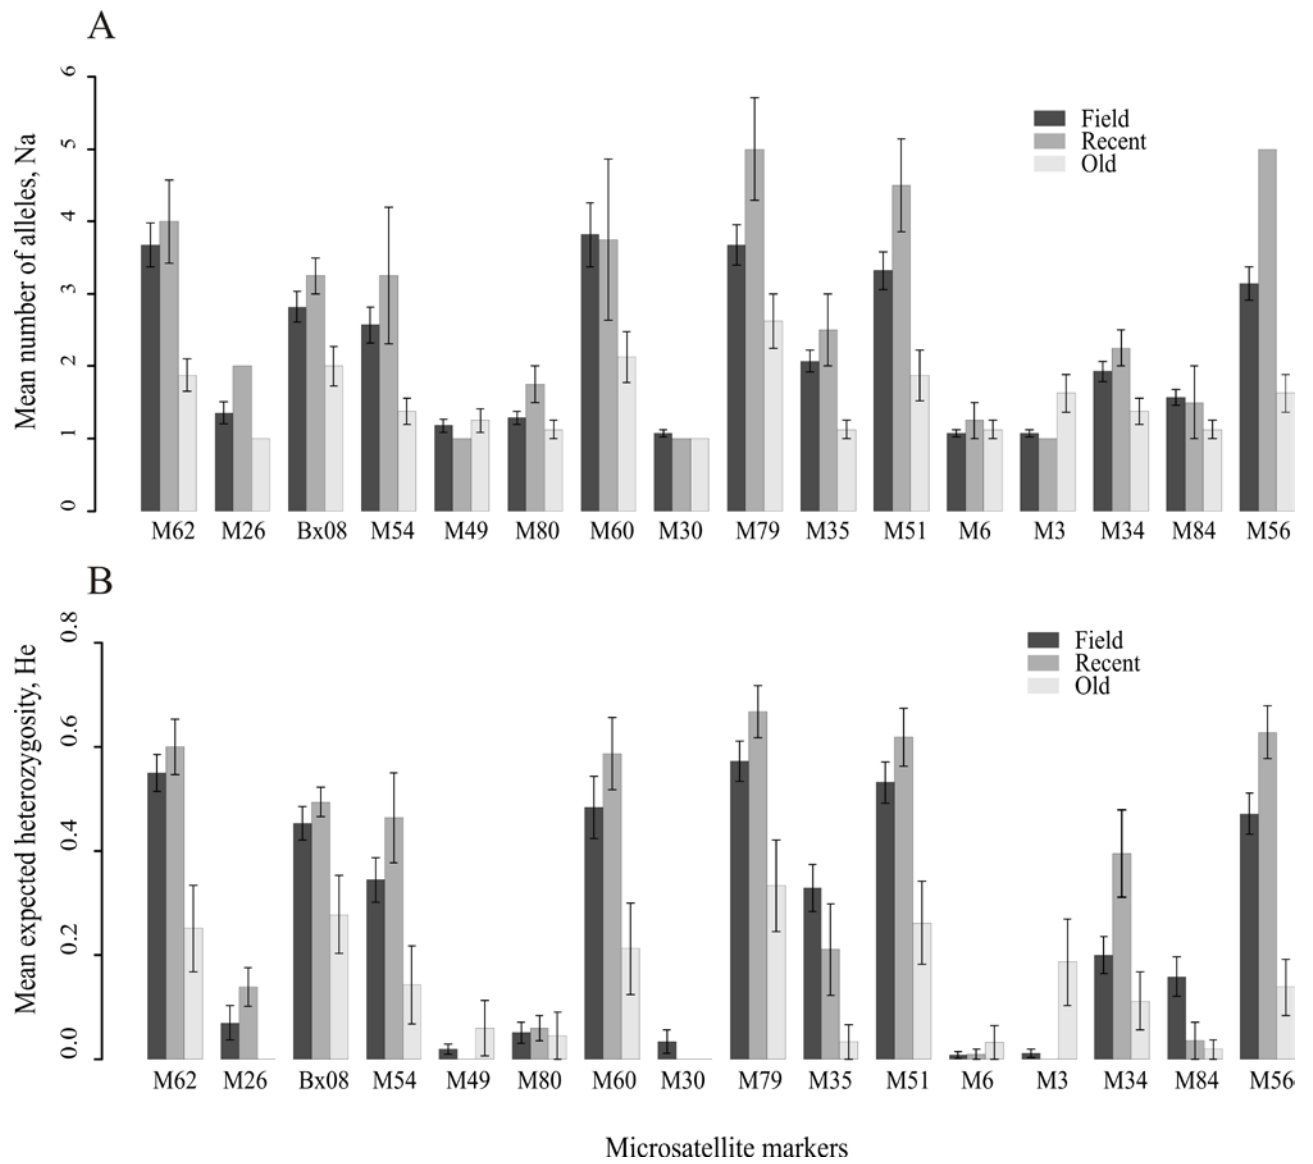 A
Mean number of alleles, Na
6
5
4
3
2
1
0
Field
Recent
Old
M62 M26 Bx08 M54 M49 M80 M60 M30 M79 M35 M51 M6 M3 M34 M84 M56
B
Mean expected heterozygosity, He
0.8
0.6
0.4
0.2
0.0
Field
Recent
Old
M62 M26 Bx08 M54 M49 M80 M60 M30 M79 M35 M51 M6 M3 M34 M84 M56
Microsatellite markers